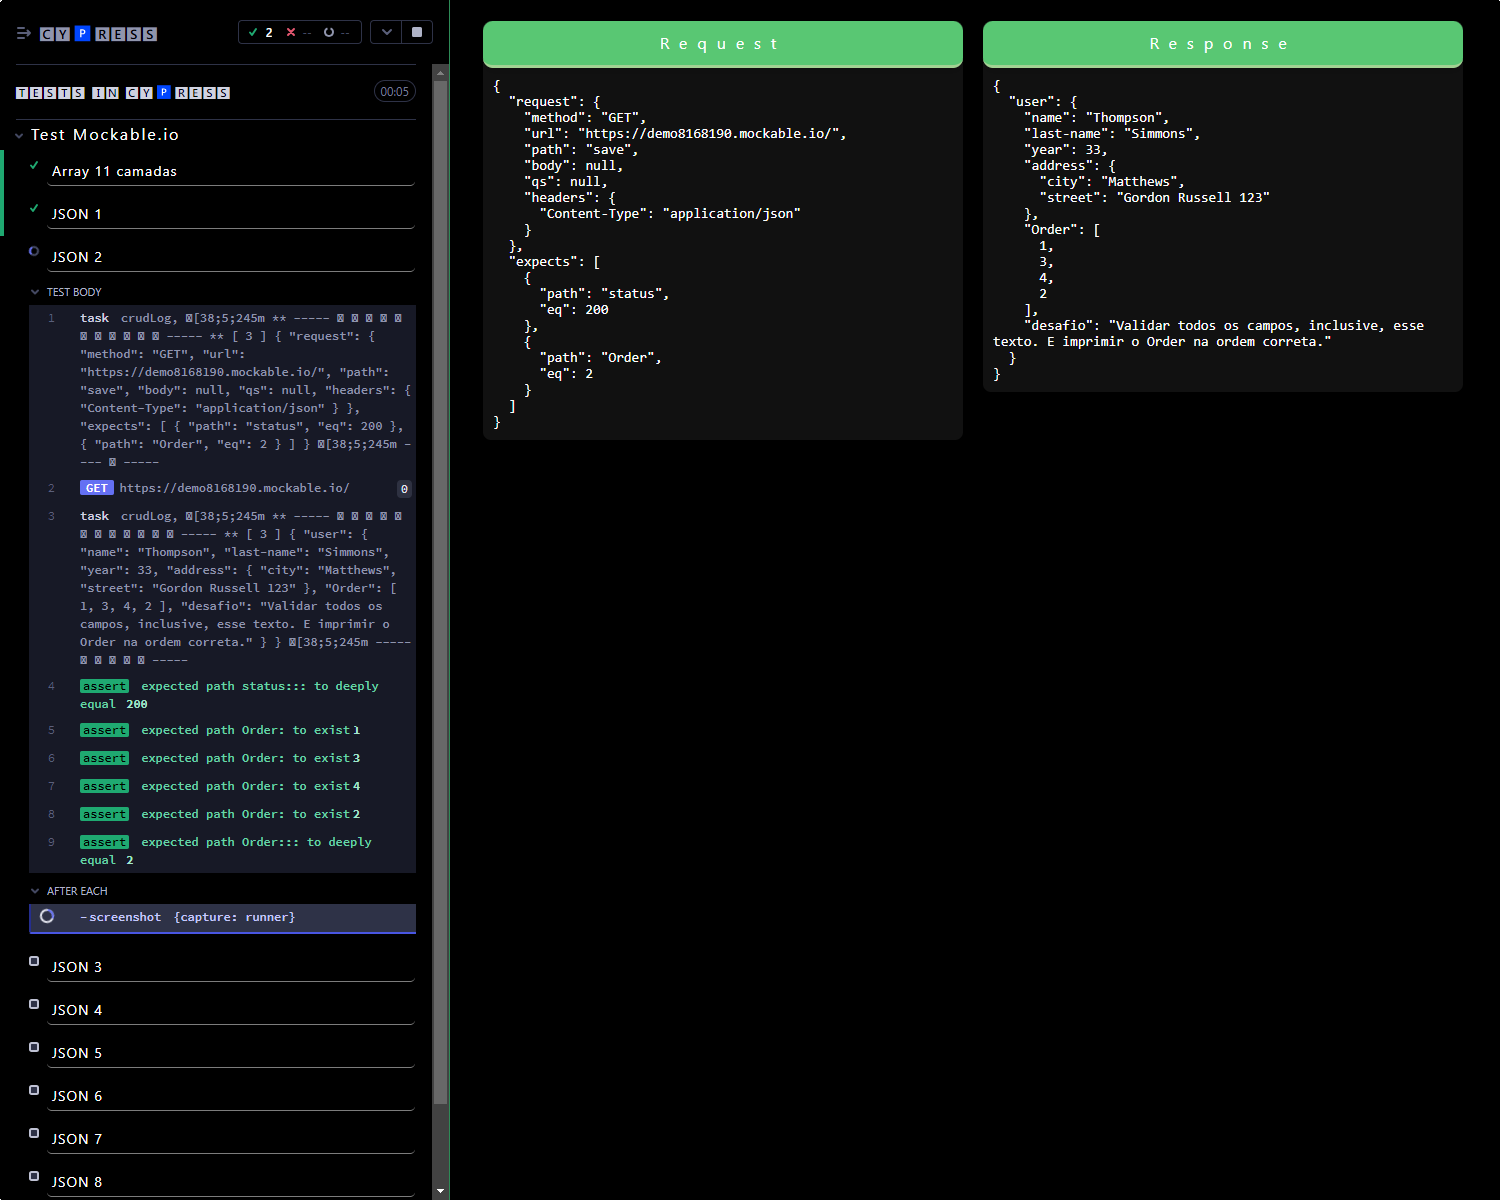 CYPRESS
2 -- --
TESTS IN CYPRESS
00:05
Test Mockable.io
Array 11 camadas
JSON 1
JSON 2
TEST BODY
1 task crudLog, [38;5;245m ** -----
----- ** [ 3 ] { "request": {
"method": "GET", "url":
"https://demo8168190.mockable.io/", "path":
"save", "body": null, "qs": null, "headers": {
"Content-Type": "application/json" } },
"expects": [ { "path": "status", "eq": 200 },
{ "path": "Order", "eq": 2 } ] } [38;5;245m -
---- -----
2 GET https://demo8168190.mockable.io/ 0
3 task crudLog, [38;5;245m ** -----
----- ** [ 3 ] { "user": {
"name": "Thompson", "last-name": "Simmons",
"year": 33, "address": { "city": "Matthews",
"street": "Gordon Russell 123" }, "Order": [
1, 3, 4, 2 ], "desafio": "Validar todos os
campos, inclusive, esse texto. E imprimir o
Order na ordem correta." } } [38;5;245m -----
-----
4 assert expected path status::: to deeply
equal 200
5 assert expected path Order: to exist 1
6 assert expected path Order: to exist 3
7 assert expected path Order: to exist 4
8 assert expected path Order: to exist 2
9 assert expected path Order::: to deeply
equal 2
AFTER EACH
-screenshot {capture: runner}
JSON 3
JSON 4
JSON 5
JSON 6
JSON 7
JSON 8
Request
{
"request": {
"method": "GET",
"url": "https://demo8168190.mockable.io/",
"path": "save",
"body": null,
"qs": null,
"headers": {
"Content-Type": "application/json"
}
},
"expects": [
{
"path": "status",
"eq": 200
},
{
"path": "Order",
"eq": 2
}
]
}
Response
{
"user": {
"name": "Thompson",
"last-name": "Simmons",
"year": 33,
"address": {
"city": "Matthews",
"street": "Gordon Russell 123"
},
"Order": [
1,
3,
4,
2
],
"desafio": "Validar todos os campos, inclusive, esse
texto. E imprimir o Order na ordem correta."
}
}